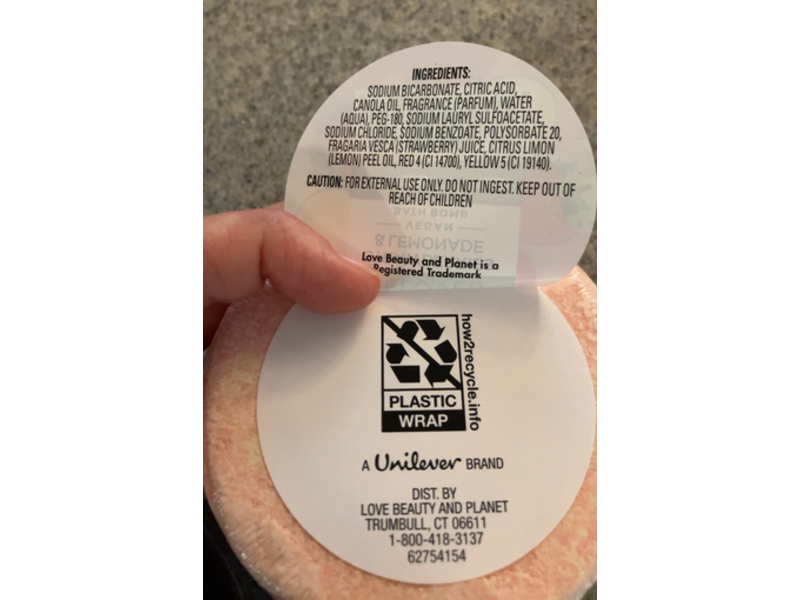 INGREDIENTS:
SODIUM BICARBONATE, CITRIC ACID,
CANOLA OIL, FRAGRANCE (PARFUM), WATER
(AQUA), PEG-180, SODIUM LAURYL SULFOACETATE,
SODIUM CHLORIDE, SODIUM BENZOATE, POLYSORBATE 20,
FRAGARIA VESCA (STRAWBERRY) JUICE, CITRUS LIMON
(LEMON) PEEL OIL, RED 4 (CI 14700), YELLOW 5 (CI 19140).
CAUTION: FOR EXTERNAL USE ONLY. DO NOT INGEST. KEEP OUT OF
REACH OF CHILDREN
BATH BOMB
VEGAN
& LEMONADE
Love Beauty and Planet is a
Registered Trademark
how2recycle.info
PLASTIC
WRAP
A Unilever BRAND
DIST. BY
LOVE BEAUTY AND PLANET
TRUMBULL, CT 06611
1-800-418-3137
62754154